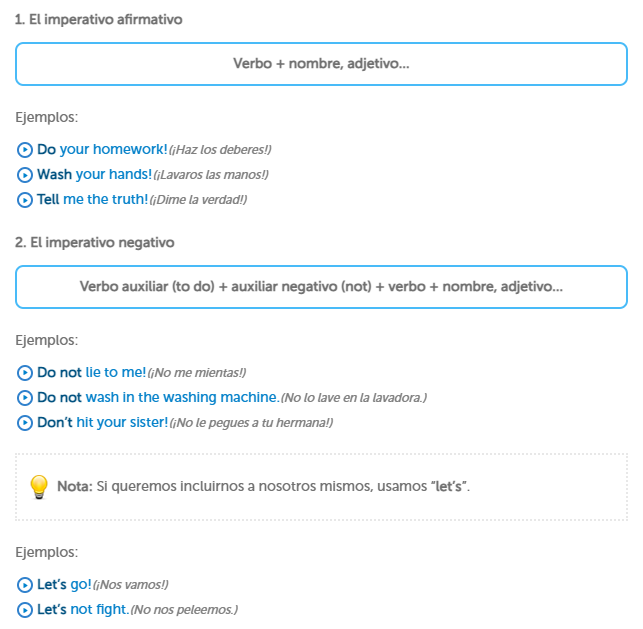 1. El imperativo afirmativo
Verbo + nombre, adjetivo...
Ejemplos:
Do your homework!(¡Haz los deberes!)
Wash your hands!(¡Lavaros las manos!)
Tell me the truth!(¡Dime la verdad!)
2. El imperativo negativo
Verbo auxiliar (to do) + auxiliar negativo (not) + verbo + nombre, adjetivo...
Ejemplos:
Do not lie to me!(¡No me mientas!)
Do not wash in the washing machine.(No lo lave en la lavadora.)
Don't hit your sister!(¡No le pegues a tu hermana!)
Nota: Si queremos incluirnos a nosotros mismos, usamos “let’s”.
Ejemplos:
Let’s go!(¡Nos vamos!)
Let’s not fight.(No nos peleemos.)